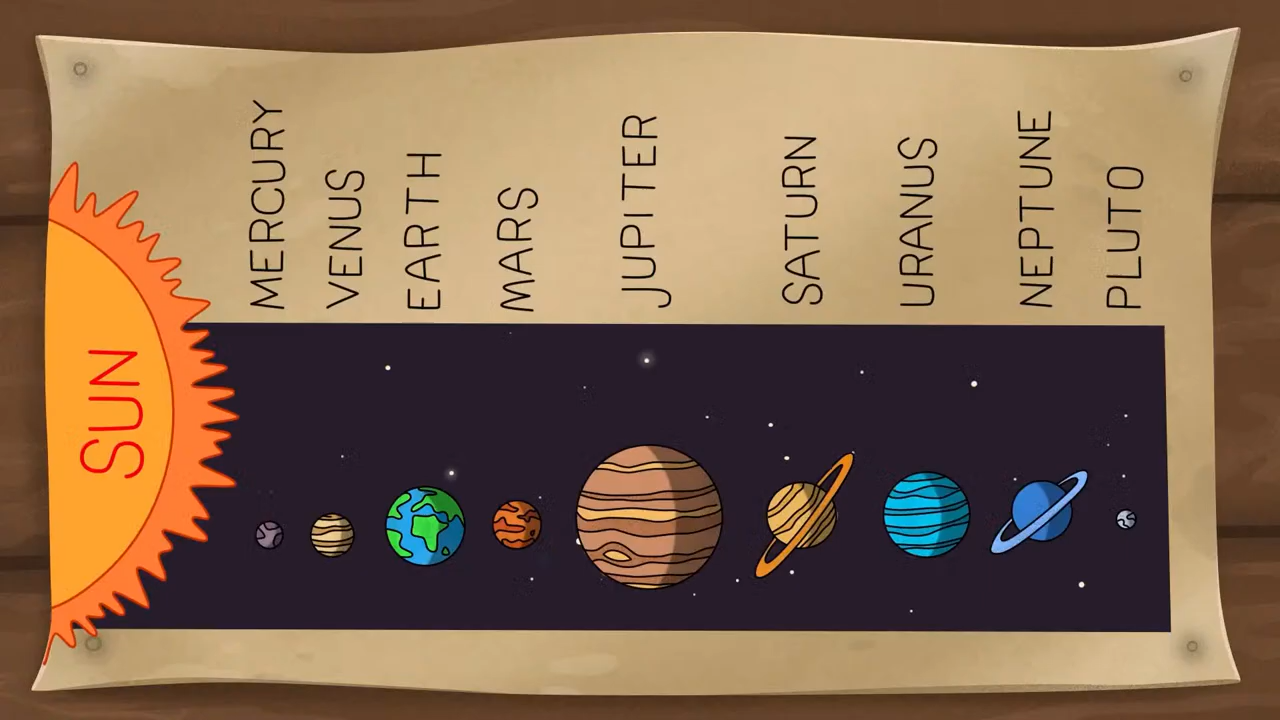 SUN
MERCURY
VENUS
EARTH
MARS
JUPITER
SATURN
URANUS
NEPTUNE
PLUTO